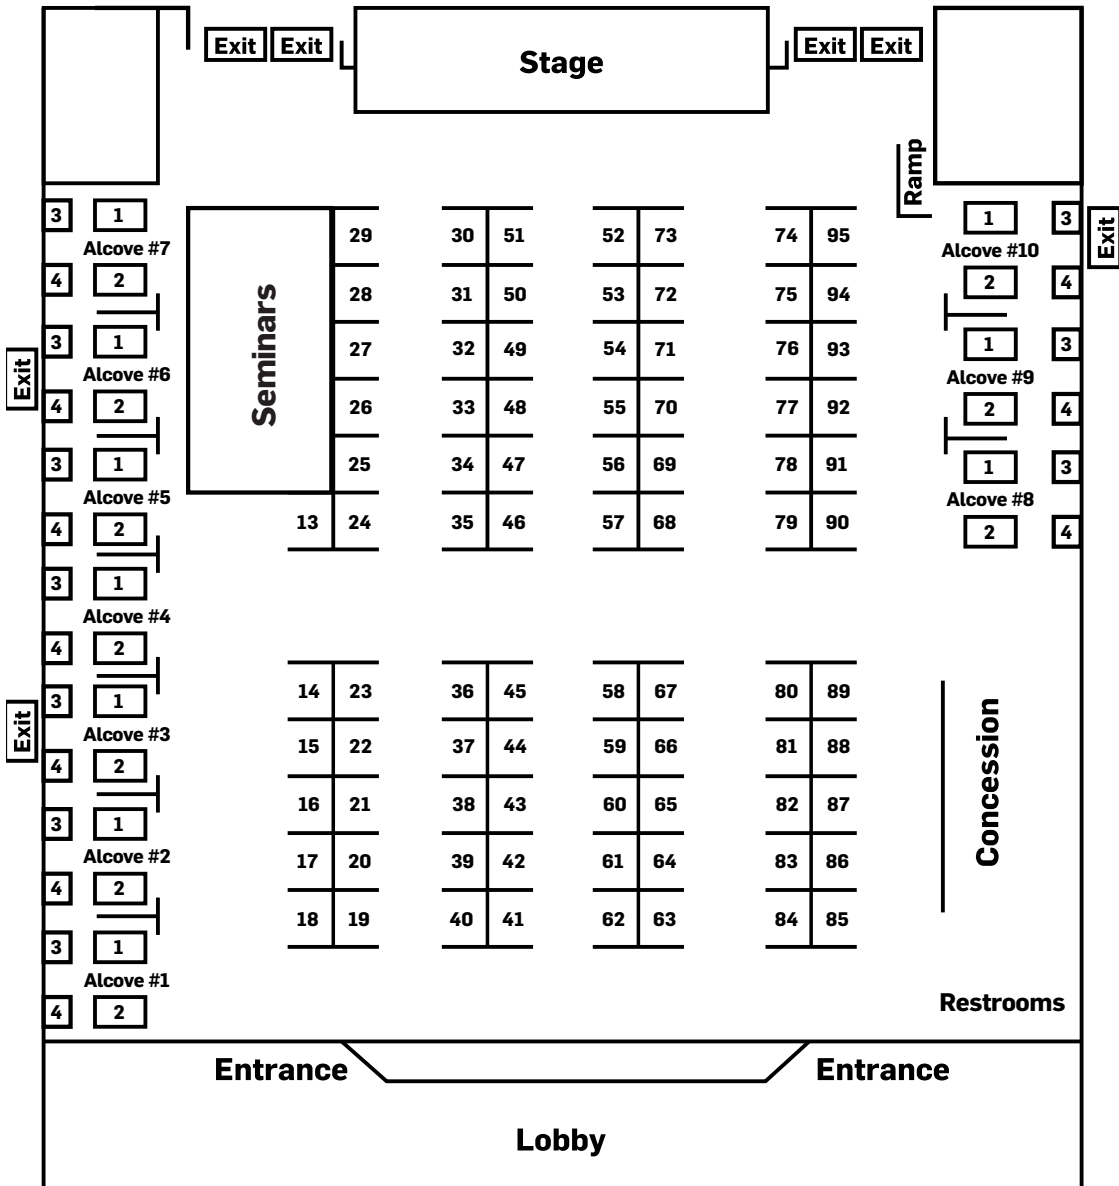 Exit Exit Stage Exit Exit
Ramp
3 1 1 3
Alcove #7 Alcove #10
Exit
4 2 2 4
29 30 51 52 73 74 95
28 31 50 53 72 75 94
Seminars
3 1 27 32 49 54 71 76 93 1 3
Exit
Alcove #6 Alcove #9
4 2 26 33 48 55 70 77 92 2 4
3 1 25 34 47 56 69 78 91 1 3
Alcove #5 Alcove #8
4 2 13 24 35 46 57 68 79 90 2 4
3 1
Alcove #4
4 2
3 1 14 23 36 45 58 67 80 89
Exit
Alcove #3
15 22 37 44 59 66 81 88
4 2
Concession
16 21 38 43 60 65 82 87
3 1
Alcove #2
17 20 39 42 61 64 83 86
4 2
18 19 40 41 62 63 84 85
3 1
Alcove #1
4 2
Restrooms
Entrance Entrance
Lobby